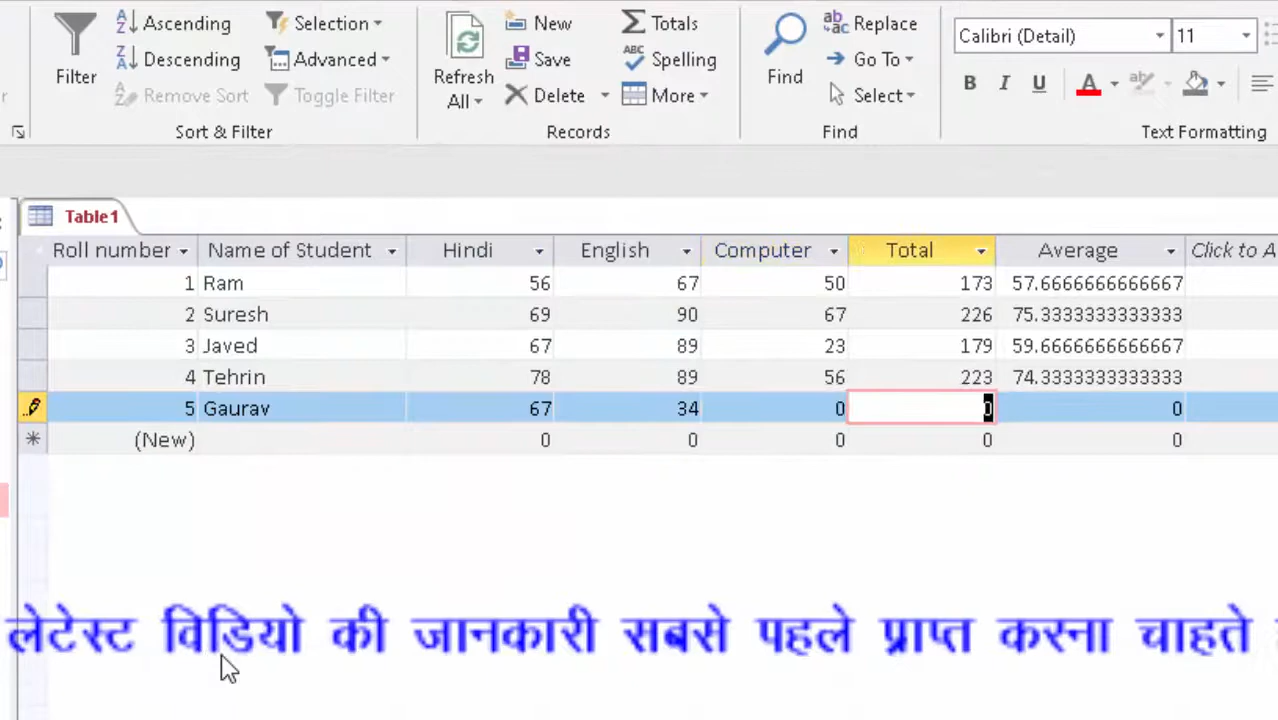 Ascending Selection New Totals Replace Calibri (Detail) 11
Filter Descending Advanced Refresh All Save Spelling Find Go To
Remove Sort Toggle Filter Delete More Select B I U A
Sort & Filter Records Find Text Formatting
Table1
Roll number Name of Student Hindi English Computer Total Average Click to A
1 Ram 56 67 50 173 57.6666666666667
2 Suresh 69 90 67 226 75.3333333333333
3 Javed 67 89 23 179 59.6666666666667
4 Tehrin 78 89 56 223 74.3333333333333
5 Gaurav 67 34 0 0 0
(New) 0 0 0 0 0
लेटेस्ट विडियो की जानकारी सबसे पहले प्राप्त करना चाहते